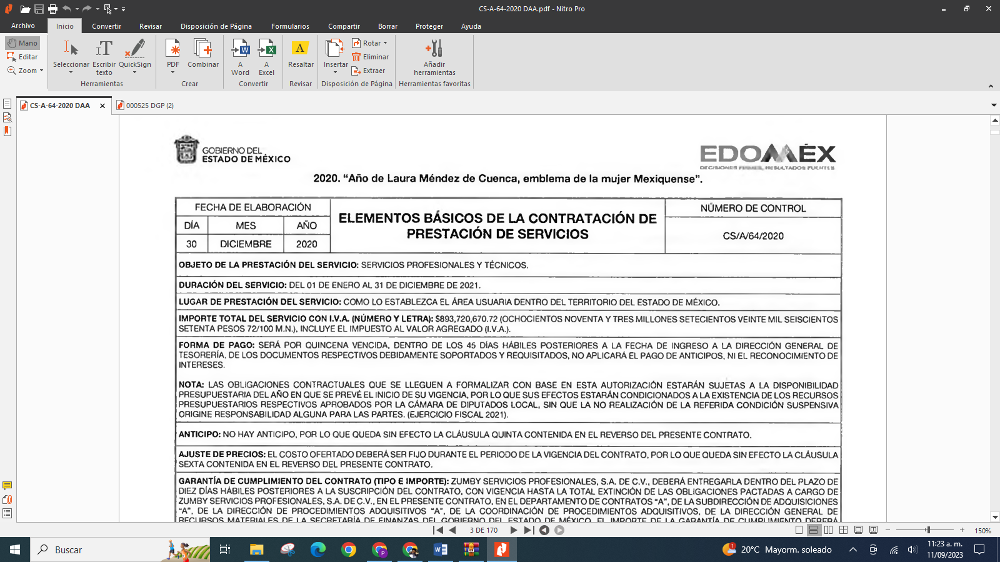 CS-A-64-2020 DAA.pdf - Nitro Pro
Archivo Inicio Convertir Revisar Disposición de Página Formularios Compartir Borrar Proteger Ayuda
Mano
Editar
Zoom
Seleccionar
Escribir texto
QuickSign
Herramientas
PDF
Combinar
Crear
A Word
A Excel
Convertir
Resaltar
Revisar
Insertar
Rotar
Eliminar
Extraer
Disposición de Página
Añadir herramientas
Herramientas favoritas
CS-A-64-2020 DAA
000525 DGP (2)
GOBIERNO DEL
ESTADO DE MÉXICO
EDOMÉX
DECISIONES FIRMES, RESULTADOS FUERTES
2020. “Año de Laura Méndez de Cuenca, emblema de la mujer Mexiquense”.
FECHA DE ELABORACIÓN
DÍA MES AÑO
30 DICIEMBRE 2020
ELEMENTOS BÁSICOS DE LA CONTRATACIÓN DE
PRESTACIÓN DE SERVICIOS
NÚMERO DE CONTROL
CS/A/64/2020
OBJETO DE LA PRESTACIÓN DEL SERVICIO: SERVICIOS PROFESIONALES Y TÉCNICOS.
DURACIÓN DEL SERVICIO: DEL 01 DE ENERO AL 31 DE DICIEMBRE DE 2021.
LUGAR DE PRESTACIÓN DEL SERVICIO: COMO LO ESTABLEZCA EL ÁREA USUARIA DENTRO DEL TERRITORIO DEL ESTADO DE MÉXICO.
IMPORTE TOTAL DEL SERVICIO CON I.V.A. (NÚMERO Y LETRA): $893,720,670.72 (OCHOCIENTOS NOVENTA Y TRES MILLONES SETECIENTOS VEINTE MIL SEISCIENTOS
SETENTA PESOS 72/100 M.N.), INCLUYE EL IMPUESTO AL VALOR AGREGADO (I.V.A.).
FORMA DE PAGO: SERÁ POR QUINCENA VENCIDA, DENTRO DE LOS 45 DÍAS HÁBILES POSTERIORES A LA FECHA DE INGRESO A LA DIRECCIÓN GENERAL DE
TESORERÍA, DE LOS DOCUMENTOS RESPECTIVOS DEBIDAMENTE SOPORTADOS Y REQUISITADOS, NO APLICARÁ EL PAGO DE ANTICIPOS, NI EL RECONOCIMIENTO DE
INTERESES.
NOTA: LAS OBLIGACIONES CONTRACTUALES QUE SE LLEGUEN A FORMALIZAR CON BASE EN ESTA AUTORIZACIÓN ESTARÁN SUJETAS A LA DISPONIBILIDAD
PRESUPUESTARIA DEL AÑO EN QUE SE PREVÉ EL INICIO DE SU VIGENCIA, POR LO QUE SUS EFECTOS ESTARÁN CONDICIONADOS A LA EXISTENCIA DE LOS RECURSOS
PRESUPUESTARIOS RESPECTIVOS APROBADOS POR LA CÁMARA DE DIPUTADOS LOCAL, SIN QUE LA NO REALIZACIÓN DE LA REFERIDA CONDICIÓN SUSPENSIVA
ORIGINE RESPONSABILIDAD ALGUNA PARA LAS PARTES. (EJERCICIO FISCAL 2021).
ANTICIPO: NO HAY ANTICIPO, POR LO QUE QUEDA SIN EFECTO LA CLÁUSULA QUINTA CONTENIDA EN EL REVERSO DEL PRESENTE CONTRATO.
AJUSTE DE PRECIOS: EL COSTO OFERTADO DEBERÁ SER FIJO DURANTE EL PERIODO DE LA VIGENCIA DEL CONTRATO, POR LO QUE QUEDA SIN EFECTO LA CLÁUSULA
SEXTA CONTENIDA EN EL REVERSO DEL PRESENTE CONTRATO.
GARANTÍA DE CUMPLIMIENTO DEL CONTRATO (TIPO E IMPORTE): ZUMBY SERVICIOS PROFESIONALES, S.A. DE C.V., DEBERÁ ENTREGARLA DENTRO DEL PLAZO DE
DIEZ DÍAS HÁBILES POSTERIORES A LA SUSCRIPCIÓN DEL CONTRATO, CON VIGENCIA HASTA LA TOTAL EXTINCIÓN DE LAS OBLIGACIONES PACTADAS A CARGO DE
ZUMBY SERVICIOS PROFESIONALES, S.A. DE C.V., EN EL PRESENTE CONTRATO, EN EL DEPARTAMENTO DE CONTRATOS “A”, DE LA SUBDIRECCIÓN DE ADQUISICIONES
“A”, DE LA DIRECCIÓN DE PROCEDIMIENTOS ADQUISITIVOS “A”, DE LA COORDINACIÓN DE PROCEDIMIENTOS ADQUISITIVOS, DE LA DIRECCIÓN GENERAL DE
RECURSOS MATERIALES DE LA SECRETARÍA DE FINANZAS DEL GOBIERNO DEL ESTADO DE MÉXICO. EL IMPORTE DE LA GARANTÍA DE CUMPLIMIENTO DEBERÁ
3 DE 170
150%
Buscar
20°C Mayorm. soleado
11:23 a. m.
11/09/2023